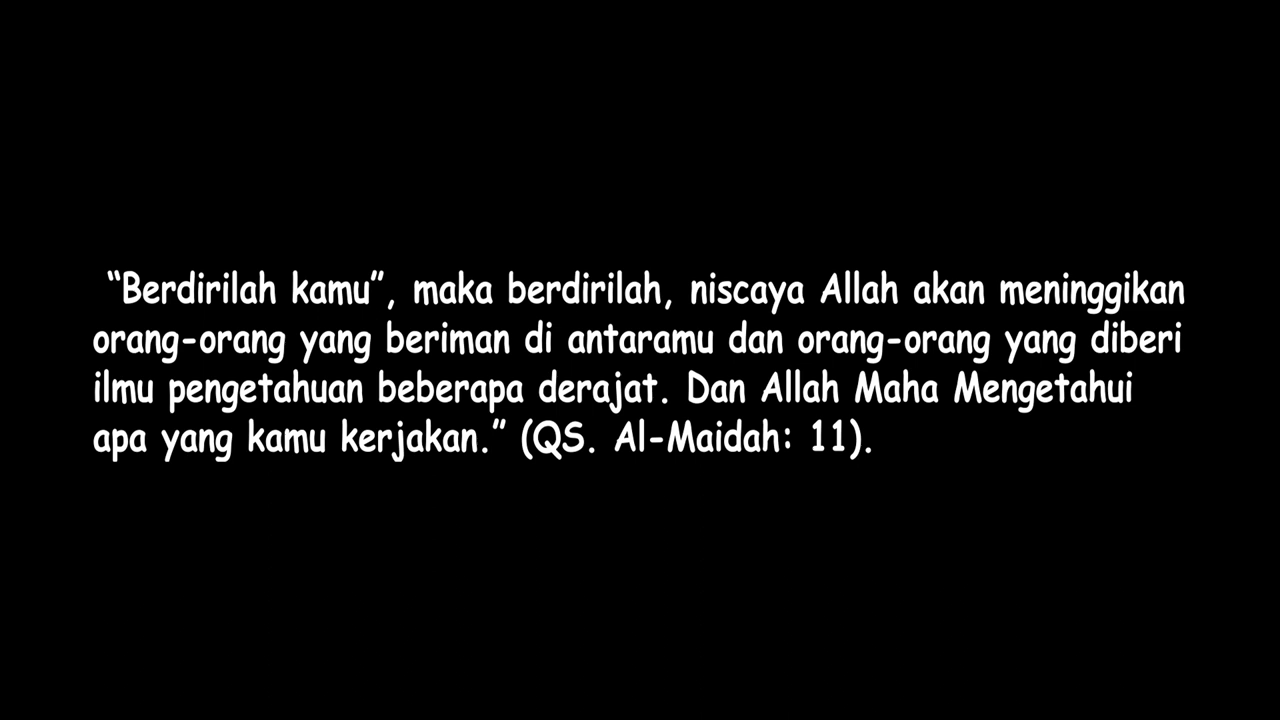 “Berdirilah kamu”, maka berdirilah, niscaya Allah akan meninggikan
orang-orang yang beriman di antaramu dan orang-orang yang diberi
ilmu pengetahuan beberapa derajat. Dan Allah Maha Mengetahui
apa yang kamu kerjakan.” (QS. Al-Maidah: 11).